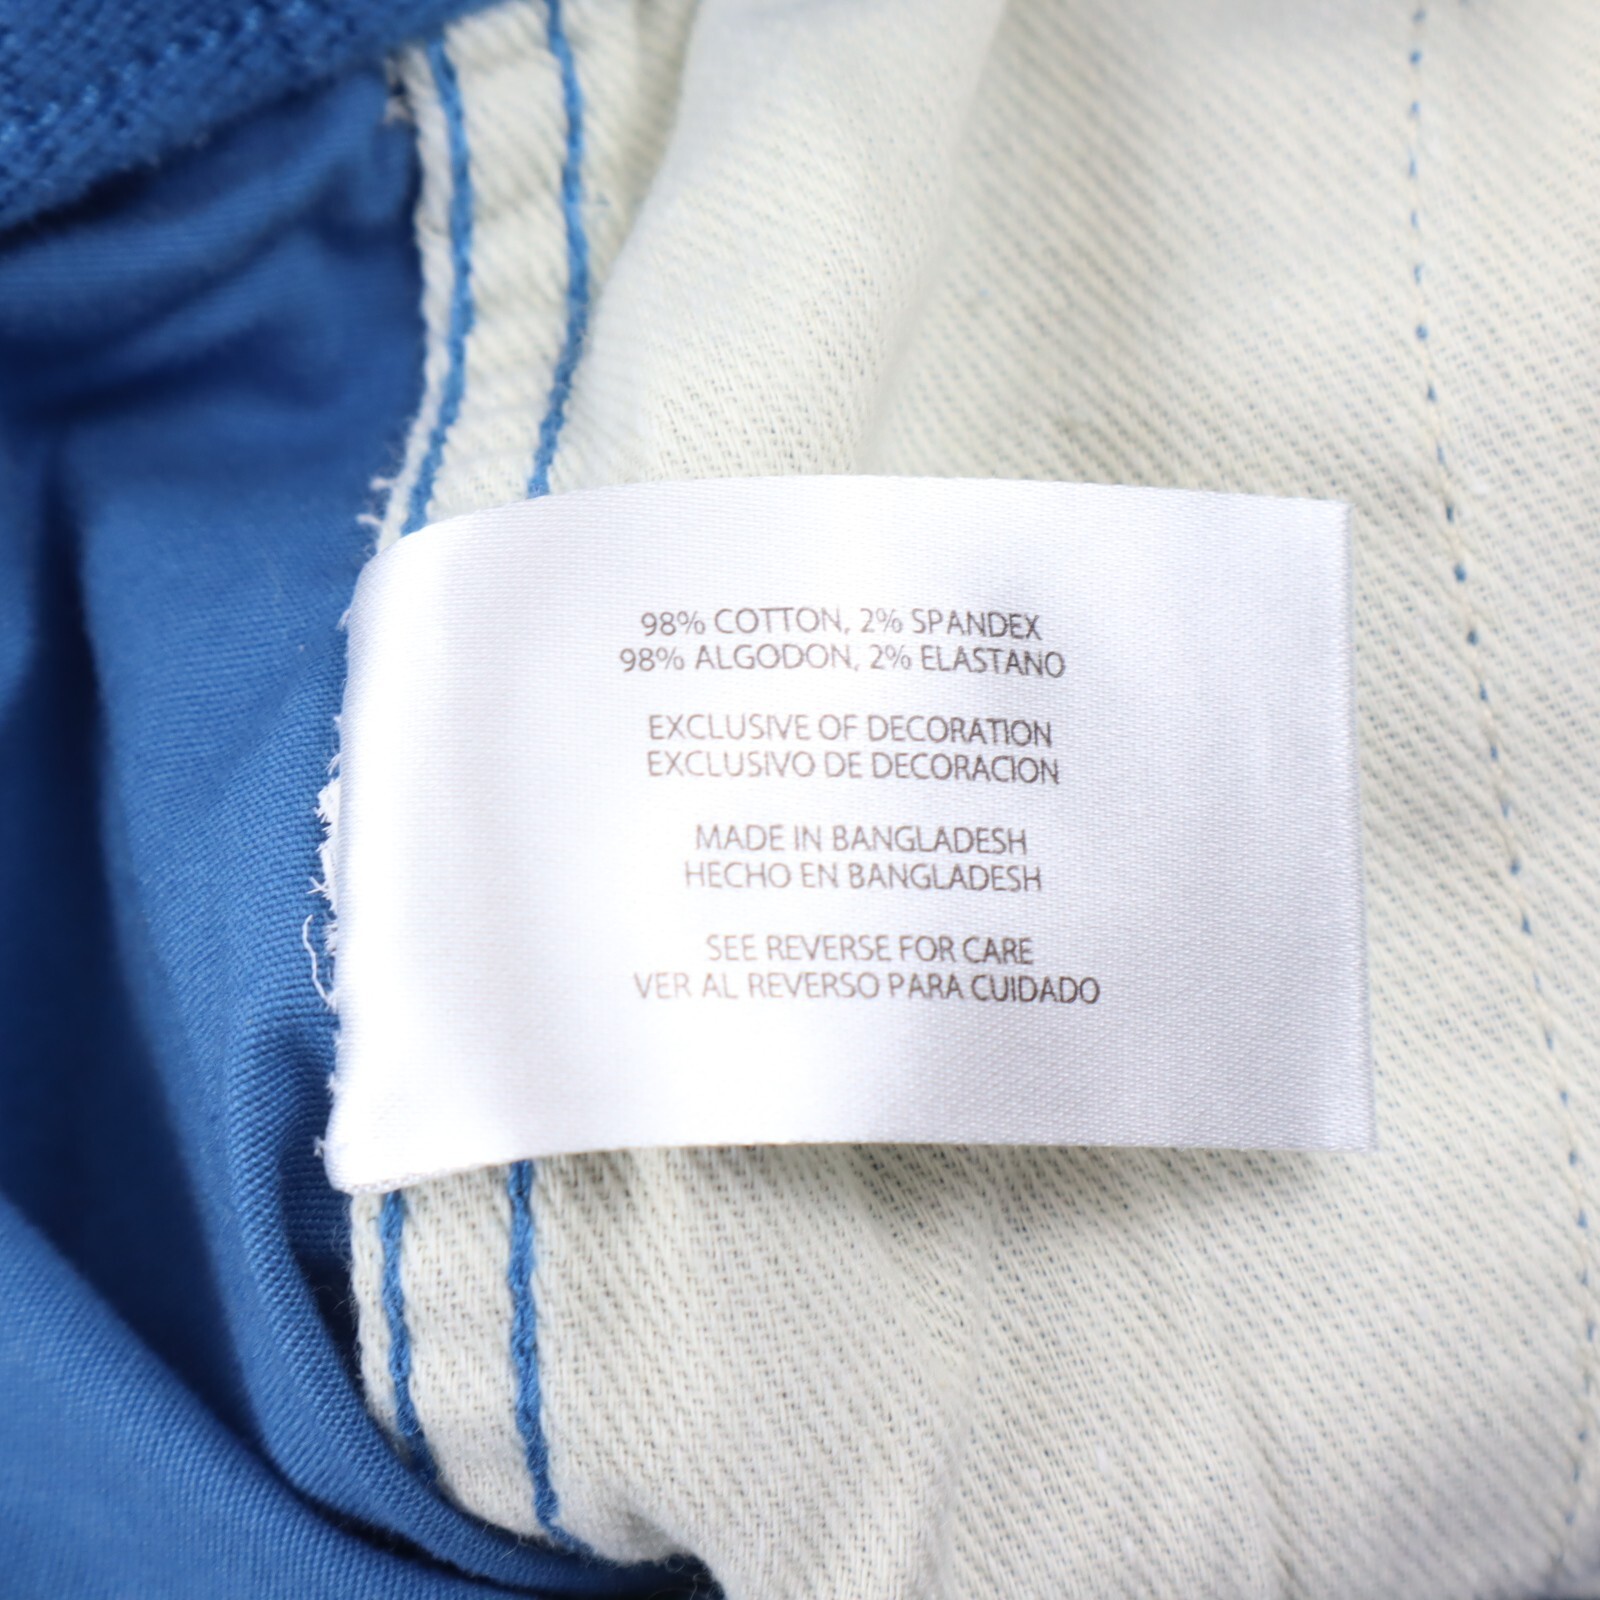 98% COTTON, 2% SPANDEX
98% ALGODON, 2% ELASTANO
EXCLUSIVE OF DECORATION
EXCLUSIVO DE DECORACION
MADE IN BANGLADESH
HECHO EN BANGLADESH
SEE REVERSE FOR CARE
VER AL REVERSO PARA CUIDADO